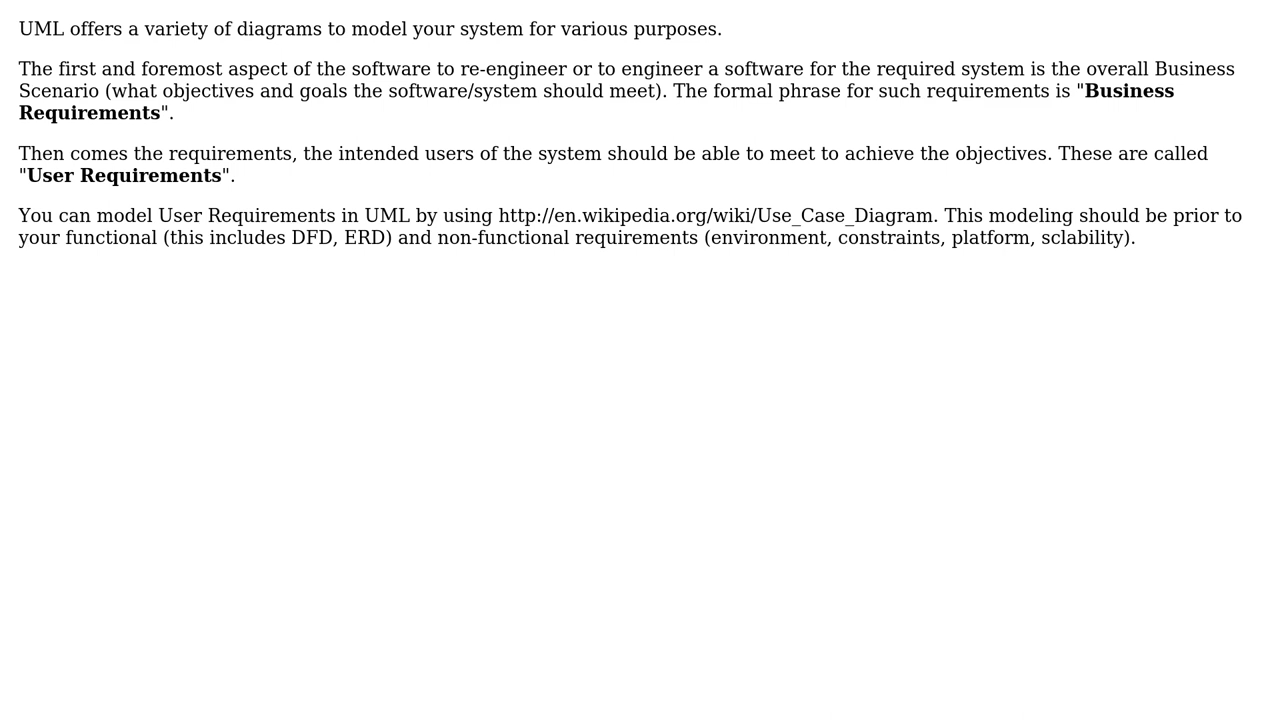 UML offers a variety of diagrams to model your system for various purposes.
The first and foremost aspect of the software to re-engineer or to engineer a software for the required system is the overall Business
Scenario (what objectives and goals the software/system should meet). The formal phrase for such requirements is "Business
Requirements".
Then comes the requirements, the intended users of the system should be able to meet to achieve the objectives. These are called
"User Requirements".
You can model User Requirements in UML by using http://en.wikipedia.org/wiki/Use_Case_Diagram. This modeling should be prior to
your functional (this includes DFD, ERD) and non-functional requirements (environment, constraints, platform, sclability).